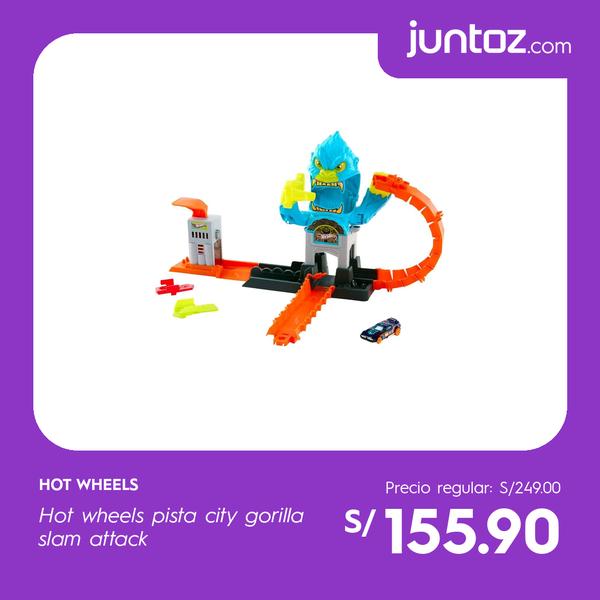 juntoz.com
HOT WHEELS
Hot wheels pista city gorilla
slam attack
Precio regular: S/249.00
S/155.90